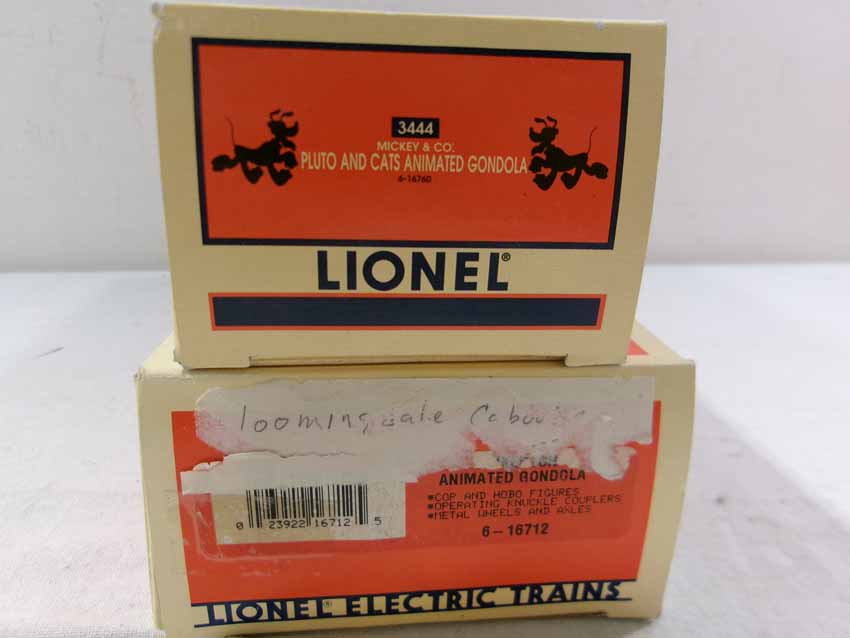 3444
MICKEY & CO.
PLUTO AND CATS ANIMATED GONDOLA
6-16760
LIONEL®
loomingdale
ANIMATED GONDOLA
■COP AND HOBO FIGURES
■OPERATING KNUCKLE COUPLERS
■METAL WHEELS AND AXLES
0 23922 16712 5
6-16712
LIONEL® ELECTRIC TRAINS